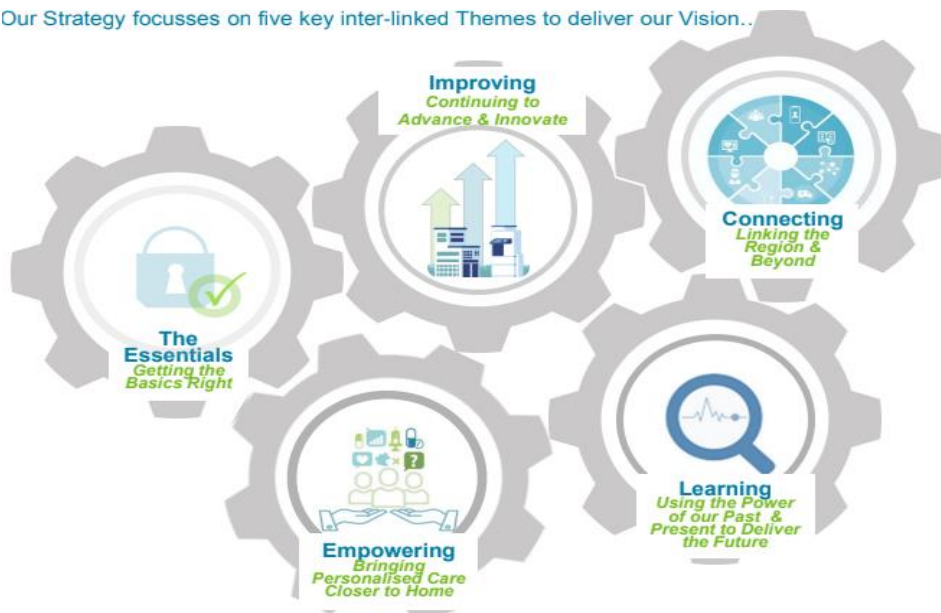 Our Strategy focusses on five key inter-linked Themes to deliver our Vision..
Improving
Continuing to
Advance & Innovate
Connecting
Linking the
Region &
Beyond
The
Essentials
Getting the
Basics Right
Learning
Using the Power
of our Past &
Present to Deliver
the Future
Empowering
Bringing
Personalised Care
Closer to Home
?